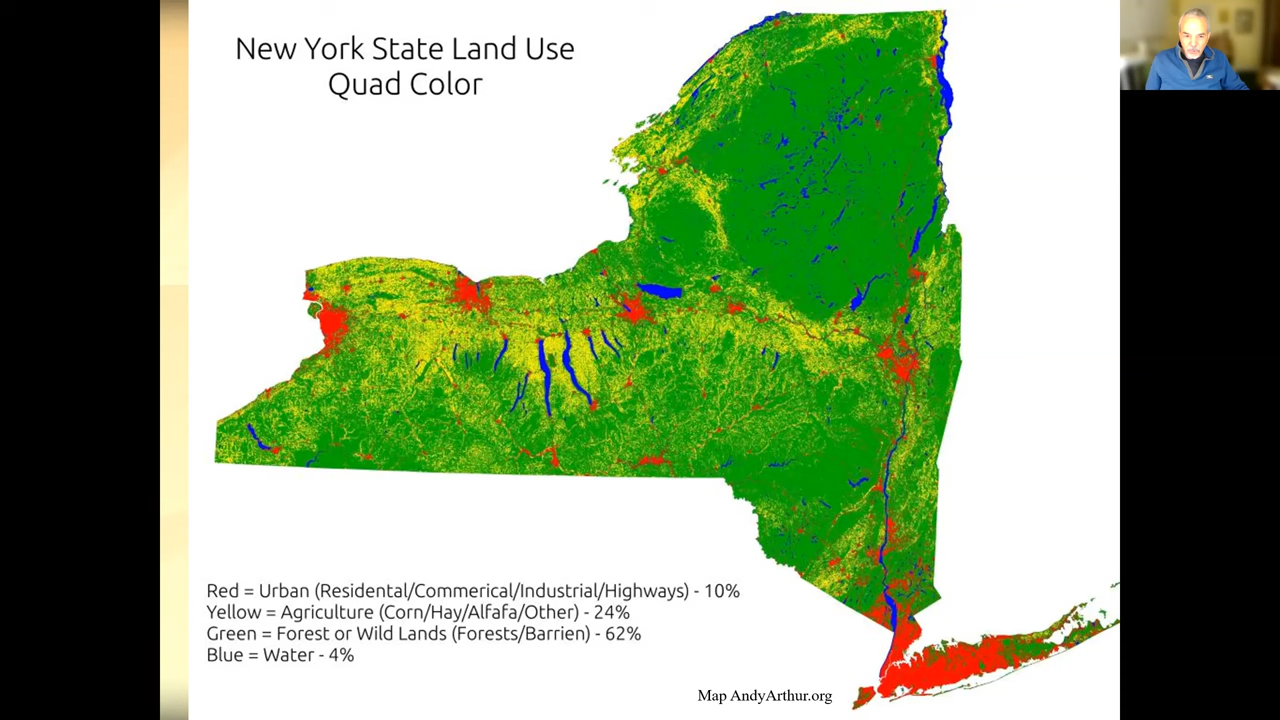 New York State Land Use
Quad Color
Red = Urban (Residental/Commerical/Industrial/Highways) - 10%
Yellow = Agriculture (Corn/Hay/Alfafa/Other) - 24%
Green = Forest or Wild Lands (Forests/Barrien) - 62%
Blue = Water - 4%
Map AndyArthur.org